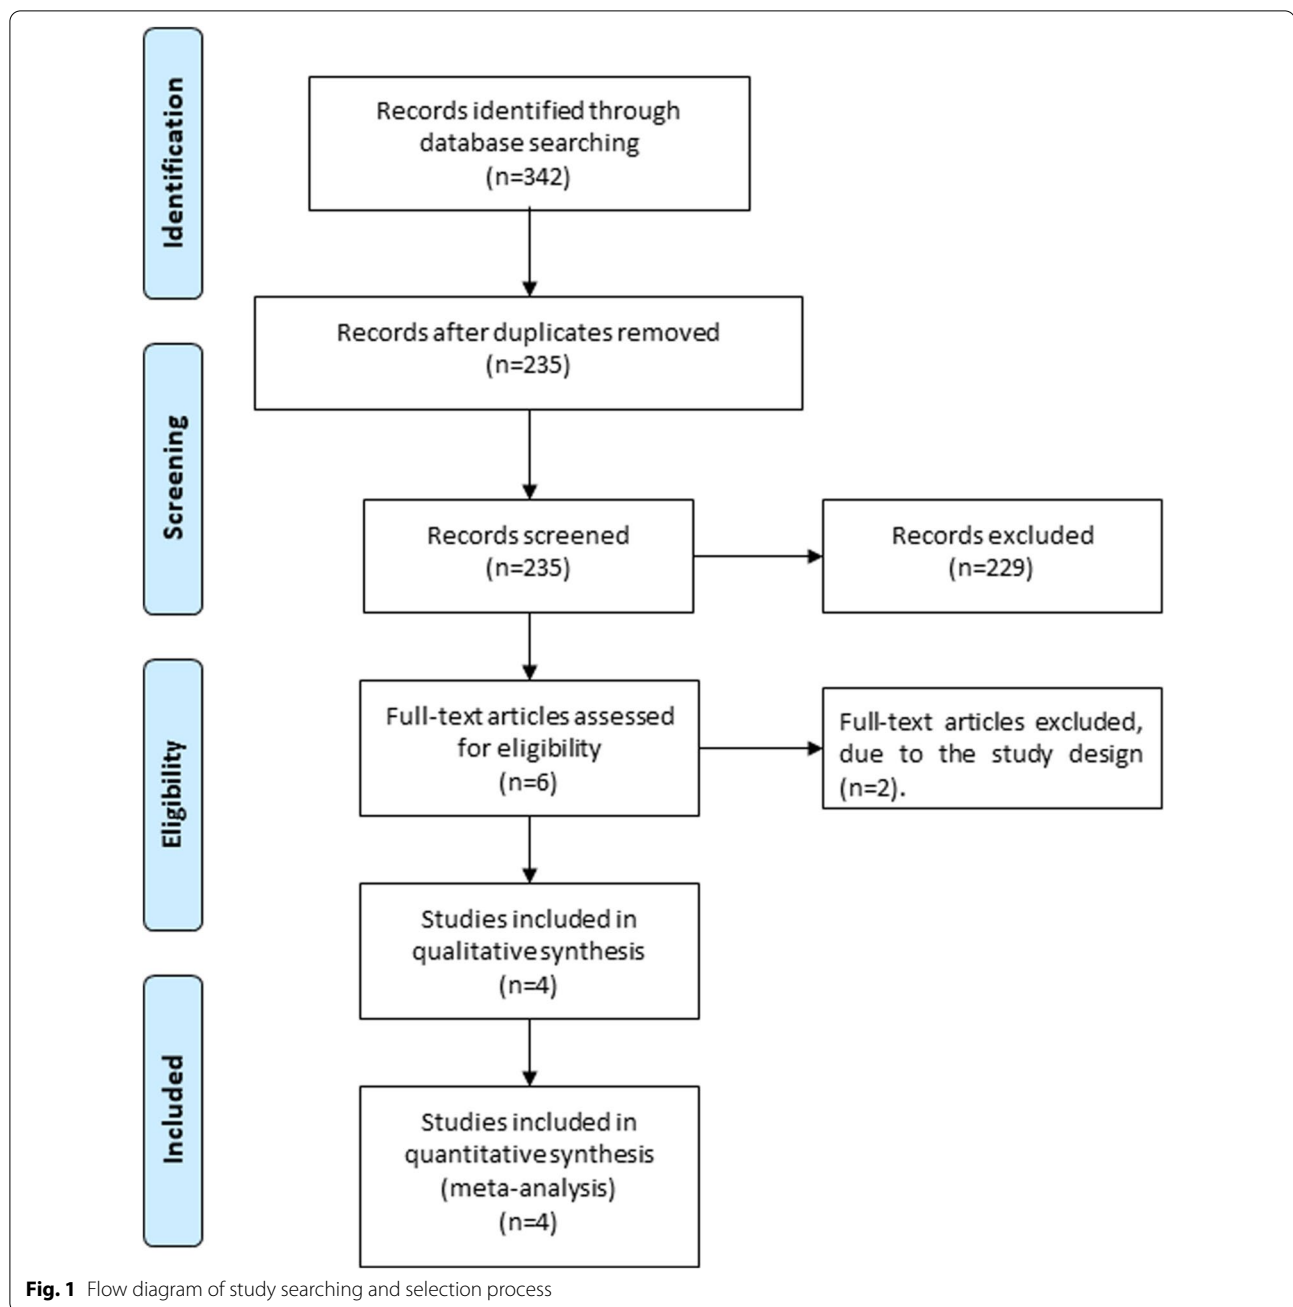 Identification
Records identified through
database searching
(n=342)
Records after duplicates removed
(n=235)
Screening
Records screened
(n=235)
Records excluded
(n=229)
Eligibility
Full-text articles assessed
for eligibility
(n=6)
Full-text articles excluded,
due to the study design
(n=2).
Studies included in
qualitative synthesis
(n=4)
Included
Studies included in
quantitative synthesis
(meta-analysis)
(n=4)
Fig. 1 Flow diagram of study searching and selection process